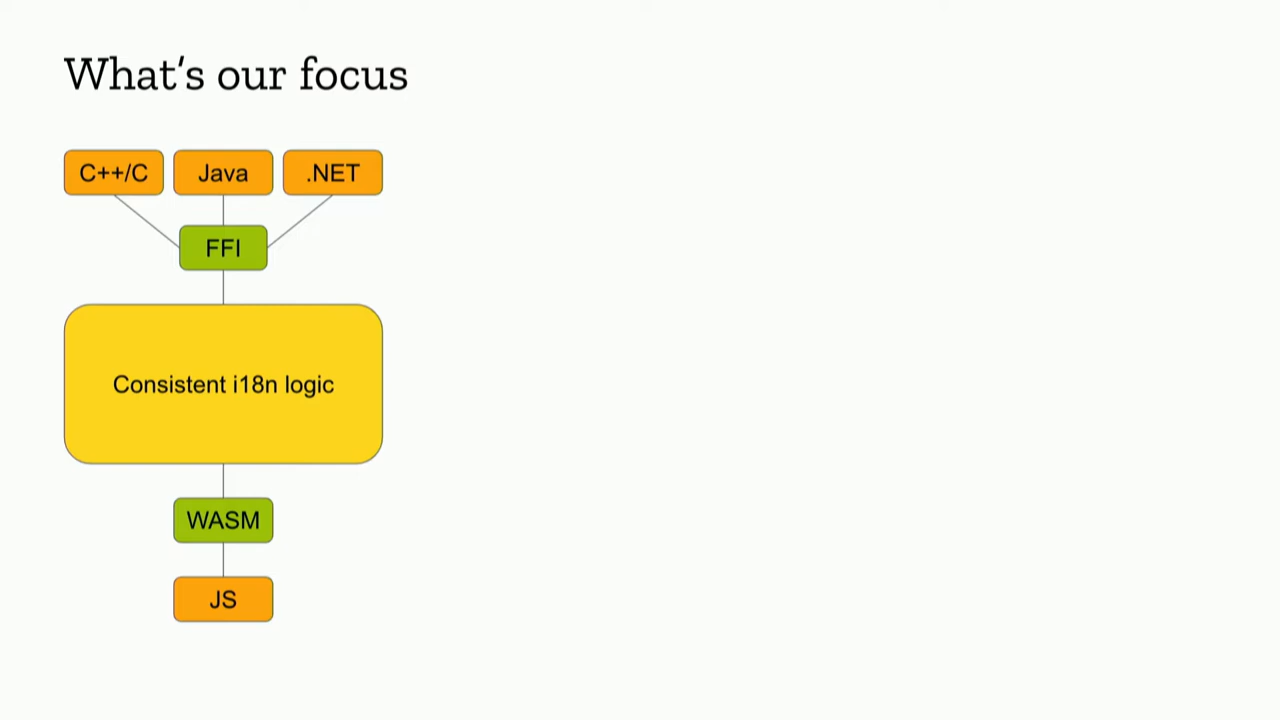 What's our focus
C++/C
Java
.NET
FFI
Consistent i18n logic
WASM
JS